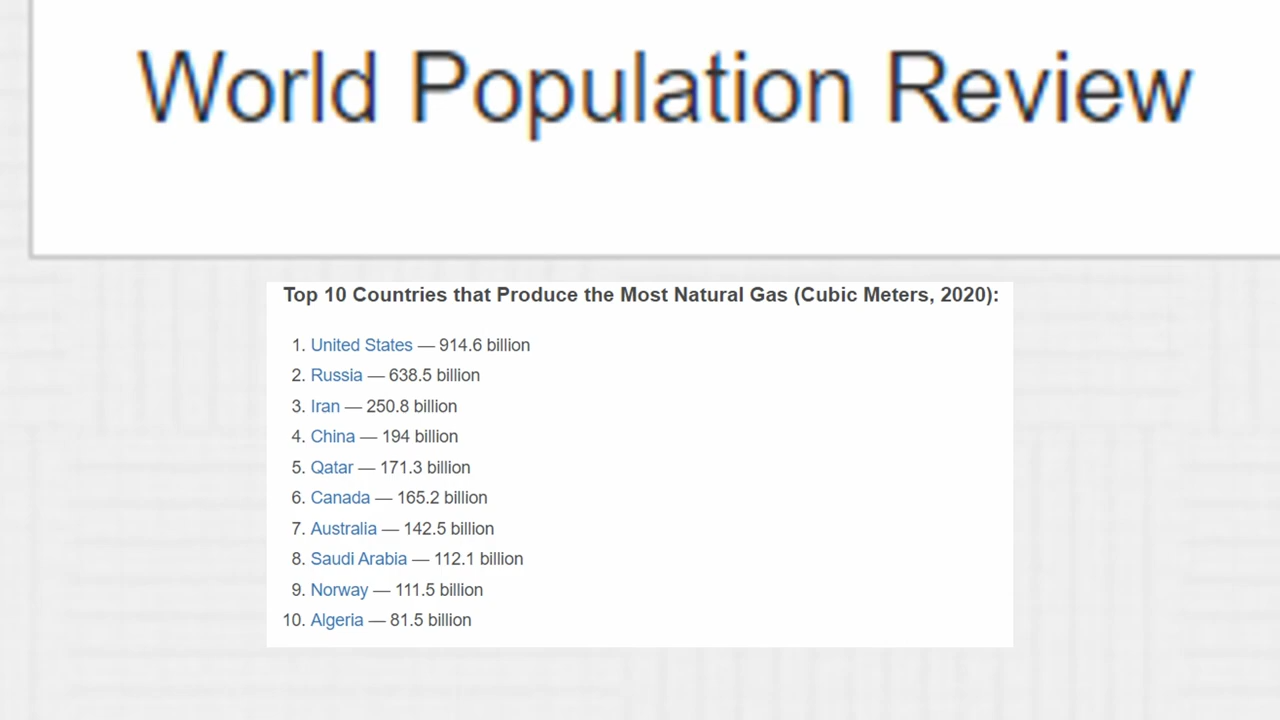 World Population Review
Top 10 Countries that Produce the Most Natural Gas (Cubic Meters, 2020):
1. United States — 914.6 billion
2. Russia — 638.5 billion
3. Iran — 250.8 billion
4. China — 194 billion
5. Qatar — 171.3 billion
6. Canada — 165.2 billion
7. Australia — 142.5 billion
8. Saudi Arabia — 112.1 billion
9. Norway — 111.5 billion
10. Algeria — 81.5 billion